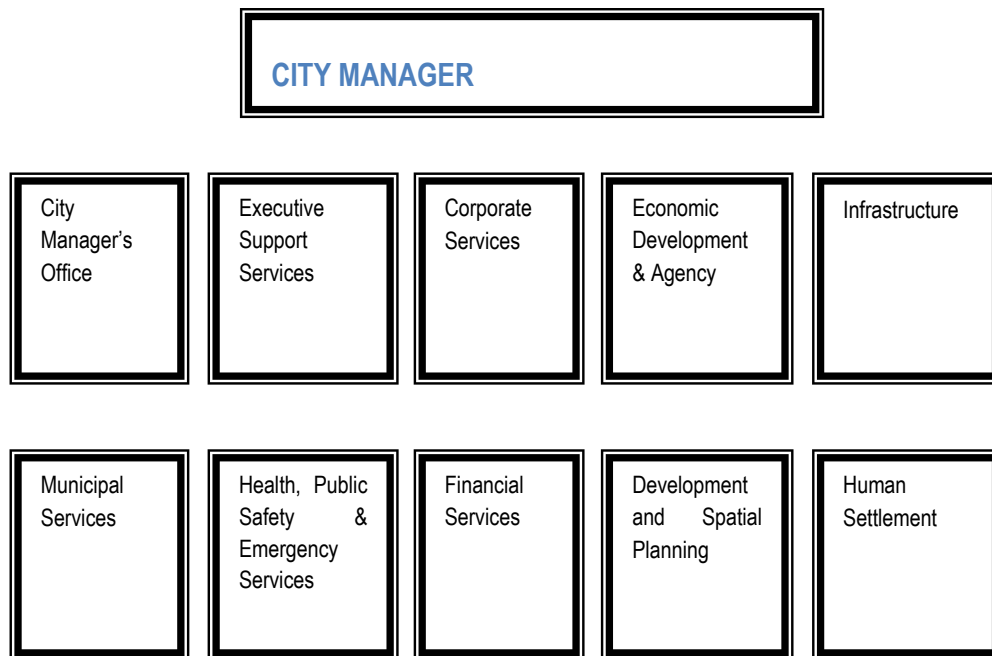 CITY MANAGER
City
Manager’s
Office
Executive
Support
Services
Corporate
Services
Economic
Development
& Agency
Infrastructure
Municipal
Services
Health, Public
Safety &
Emergency
Services
Financial
Services
Development
and Spatial
Planning
Human
Settlement